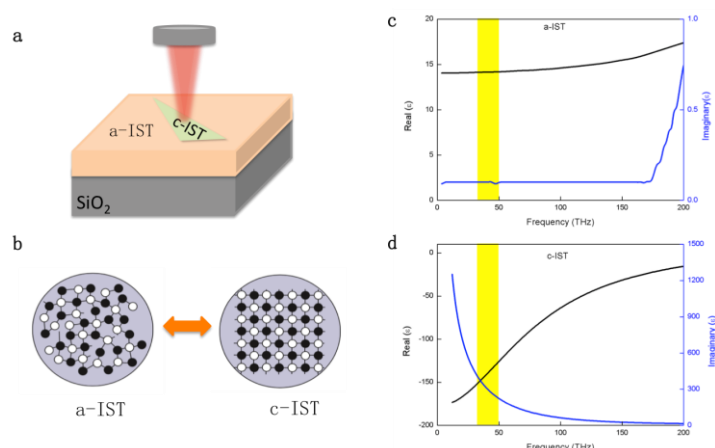 a
a-IST
c-IST
SiO₂
b
a-IST
c-IST
c
a-IST
20
15
10
5
0
Real (ε)
1.0
0.5
0.0
Imaginary(ε)
50
100
150
200
Frequency (THz)
d
c-IST
0
-50
-100
-150
-200
Real (ε)
1500
1200
900
600
300
0
Imaginary (ε)
50
100
150
200
Frequency (THz)